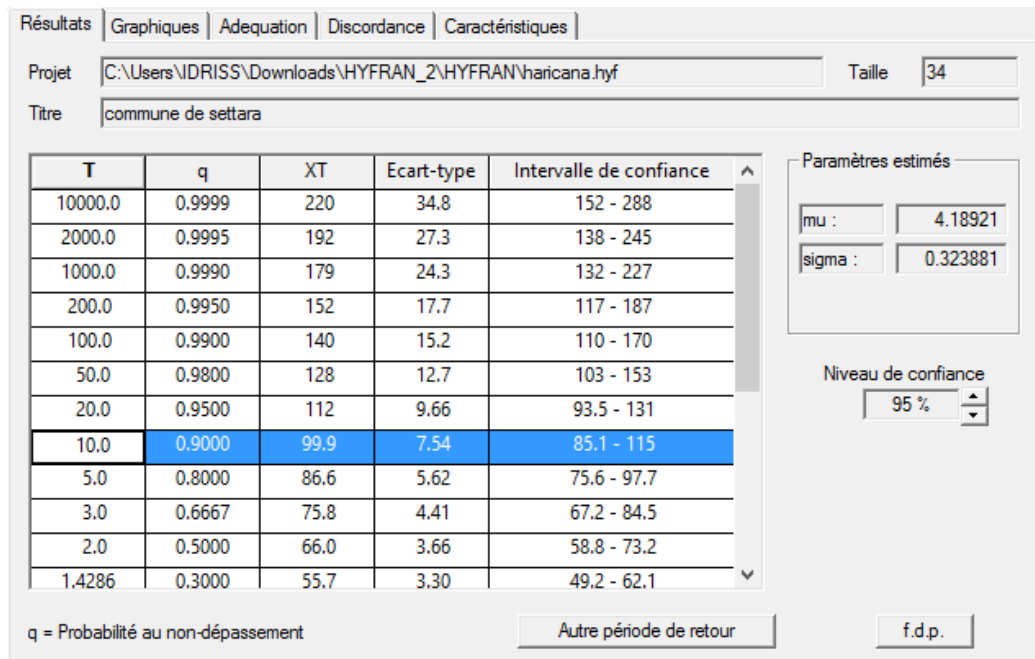 Résultats Graphiques Adequation Discordance Caractéristiques
Projet C:\Users\IDRISS\Downloads\HYFRAN_2\HYFRAN\haricana.hyf Taille 34
Titre commune de settara
T q XT Ecart-type Intervalle de confiance
10000.0 0.9999 220 34.8 152 - 288
2000.0 0.9995 192 27.3 138 - 245
1000.0 0.9990 179 24.3 132 - 227
200.0 0.9950 152 17.7 117 - 187
100.0 0.9900 140 15.2 110 - 170
50.0 0.9800 128 12.7 103 - 153
20.0 0.9500 112 9.66 93.5 - 131
10.0 0.9000 99.9 7.54 85.1 - 115
5.0 0.8000 86.6 5.62 75.6 - 97.7
3.0 0.6667 75.8 4.41 67.2 - 84.5
2.0 0.5000 66.0 3.66 58.8 - 73.2
1.4286 0.3000 55.7 3.30 49.2 - 62.1
Paramètres estimés
mu : 4.18921
sigma : 0.323881
Niveau de confiance
95 %
q = Probabilité au non-dépassement Autre période de retour f.d.p.